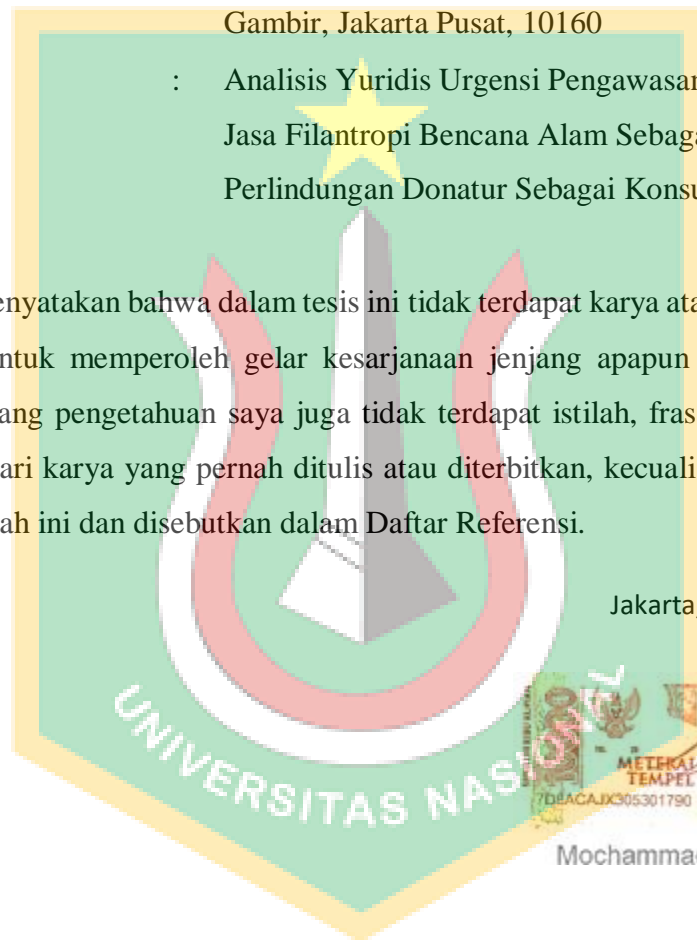 Gambir, Jakarta Pusat, 10160
: Analisis Yuridis Urgensi Pengawasan
Jasa Filantropi Bencana Alam Sebaga
Perlindungan Donatur Sebagai Konsu
enyatakan bahwa dalam tesis ini tidak terdapat karya ata
ntuk memperoleh gelar kesarjanaan jenjang apapun
ang pengetahuan saya juga tidak terdapat istilah, fras
ari karya yang pernah ditulis atau diterbitkan, kecuali
ah ini dan disebutkan dalam Daftar Referensi.
Jakarta,
UNIVERSITAS NASIONAL
METERAI
TEMPEL
Mochamma